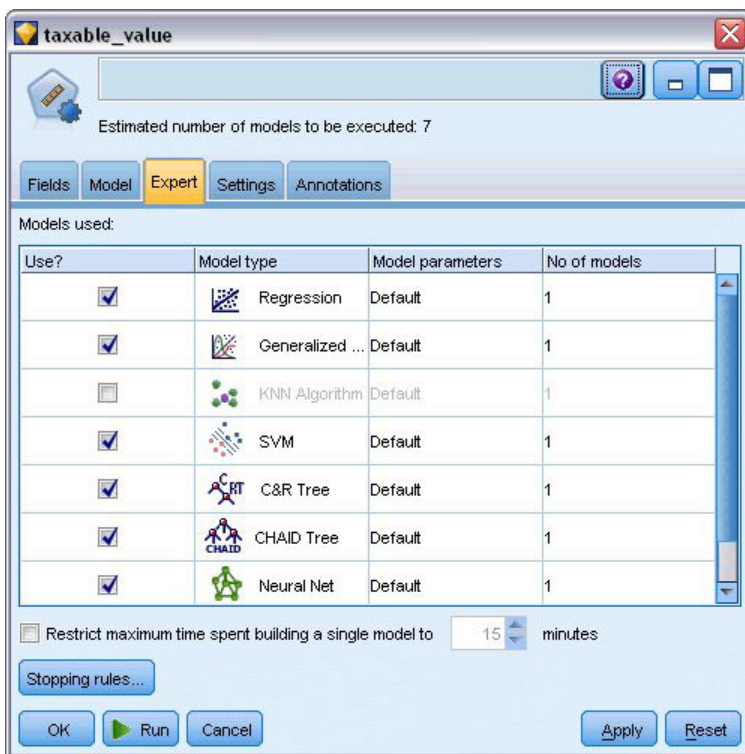 taxable_value
Estimated number of models to be executed: 7
Fields Model Expert Settings Annotations
Models used:
Use? Model type Model parameters No of models
Regression Default 1
Generalized ... Default 1
KNN Algorithm Default 1
SVM Default 1
C&R Tree Default 1
CHAID Tree Default 1
Neural Net Default 1
Restrict maximum time spent building a single model to 15 minutes
Stopping rules...
OK Run Cancel Apply Reset